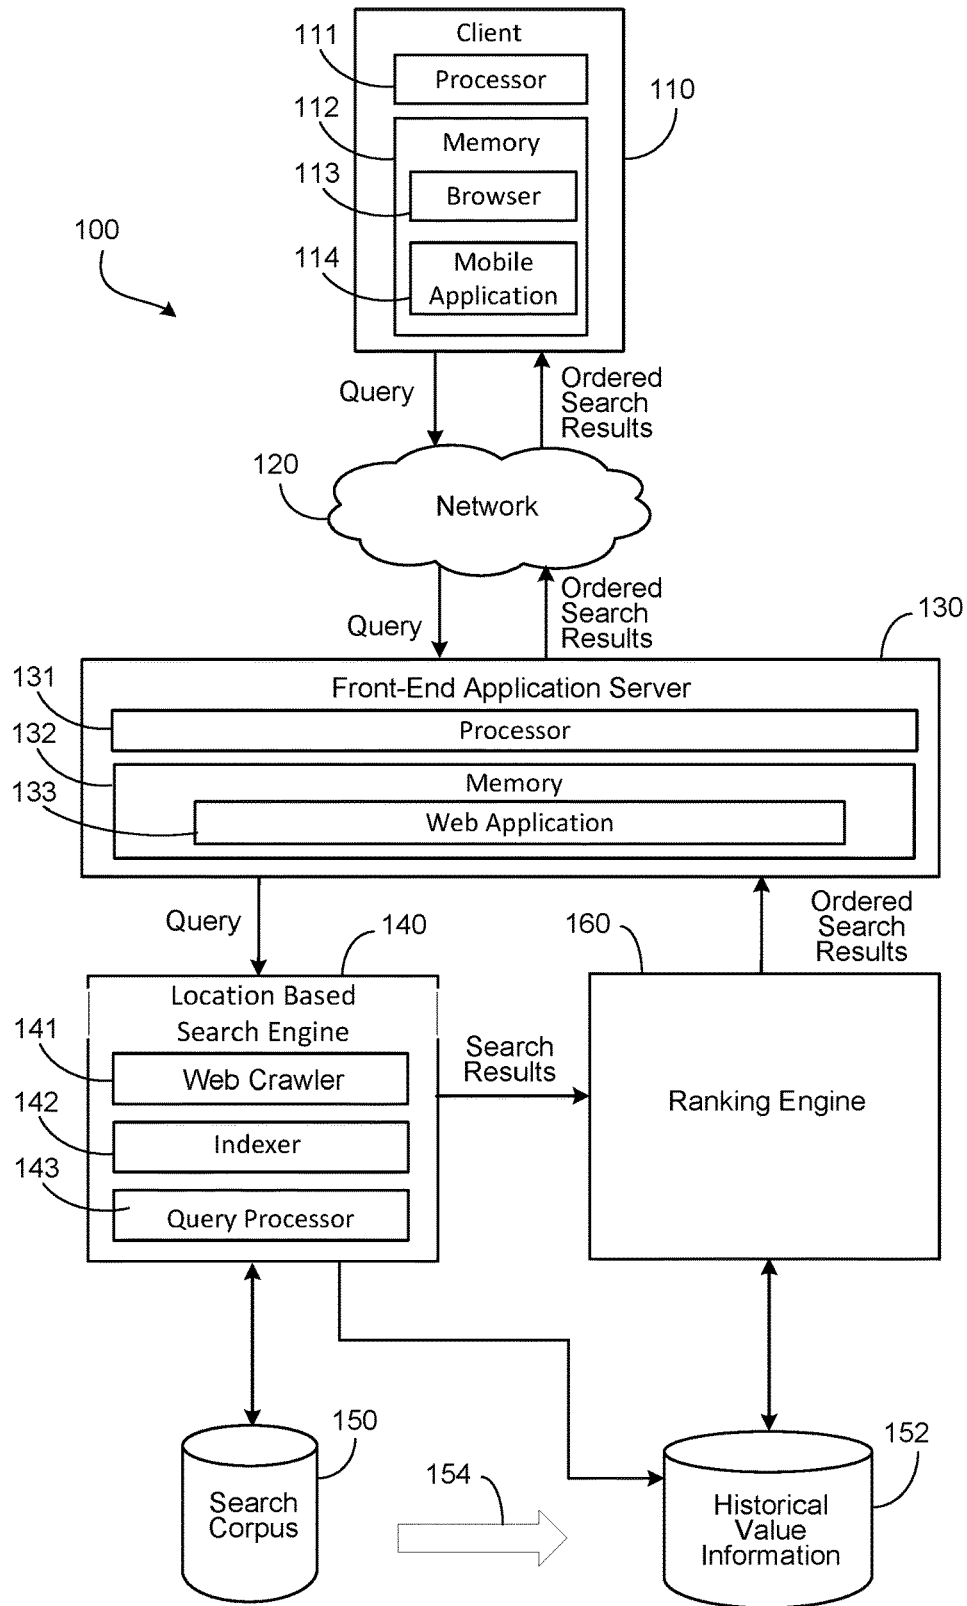 Client
111
Processor
110
112
Memory
113
Browser
100
114
Mobile
Application
Query
Ordered
Search
Results
120
Network
Query
Ordered
Search
Results
130
Front-End Application Server
131
Processor
132
Memory
133
Web Application
Query
140
160
Ordered
Search
Results
Location Based
Search Engine
141
Web Crawler
Search
Results
Ranking Engine
142
Indexer
143
Query Processor
150
152
154
Search
Corpus
Historical
Value
Information